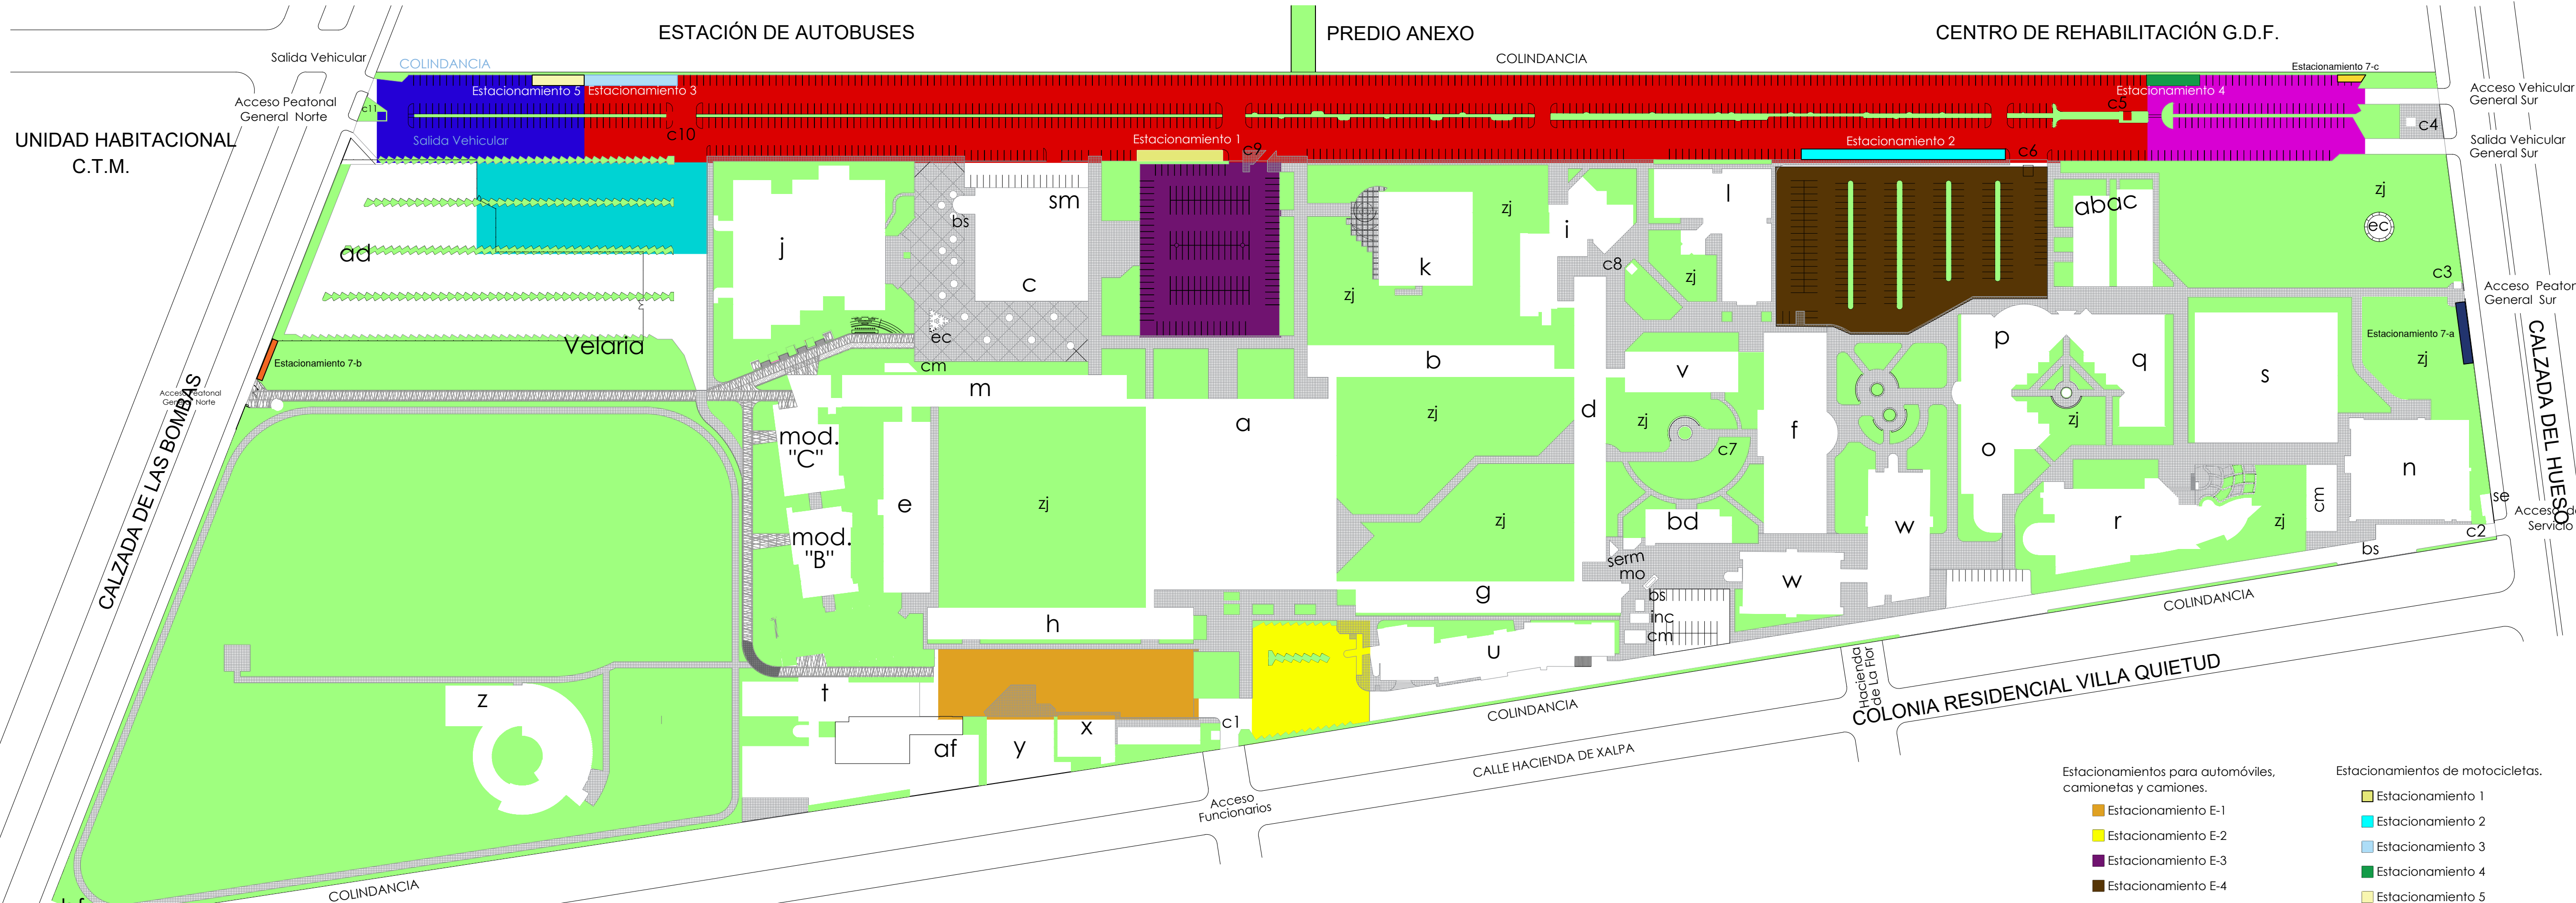 ESTACIÓN DE AUTOBUSES
PREDIO ANEXO
CENTRO DE REHABILITACIÓN G.D.F.
Salida Vehicular
COLINDANCIA
COLINDANCIA
Estacionamiento 7-c
Acceso Peatonal
General Norte
c11
Estacionamiento 5
Estacionamiento 3
Estacionamiento 4
Acceso Vehicular
General Sur
c5
c4
UNIDAD HABITACIONAL
C.T.M.
Salida Vehicular
c10
Estacionamiento 1
c9
Estacionamiento 2
c6
Salida Vehicular
General Sur
ad
j
bs
sm
c
k
zj
zj
i
c8
l
zj
abac
zj
ec
c3
Acceso Peaton
General Sur
Velaria
Estacionamiento 7-b
ec
cm
Estacionamiento 7-a
zj
CALZADA DEL HUESO
Acceso Peatonal
General Norte
CALZADA DE LAS BOMBAS
m
a
b
zj
d
v
zj
c7
f
p
q
o
zj
s
mod.
"C"
e
zj
zj
bd
w
r
zj
cm
n
se
Acceso de
Servicio
c2
bs
mod.
"B"
serm
mo
w
g
bs
inc
cm
h
u
COLINDANCIA
Hacienda
de La Flor
COLONIA RESIDENCIAL VILLA QUIETUD
z
t
af
y
x
c1
COLINDANCIA
CALLE HACIENDA DE XALPA
Acceso
Funcionarios
COLINDANCIA
Estacionamientos para automóviles,
camionetas y camiones.
Estacionamiento E-1
Estacionamiento E-2
Estacionamiento E-3
Estacionamiento E-4
Estacionamientos de motocicletas.
Estacionamiento 1
Estacionamiento 2
Estacionamiento 3
Estacionamiento 4
Estacionamiento 5